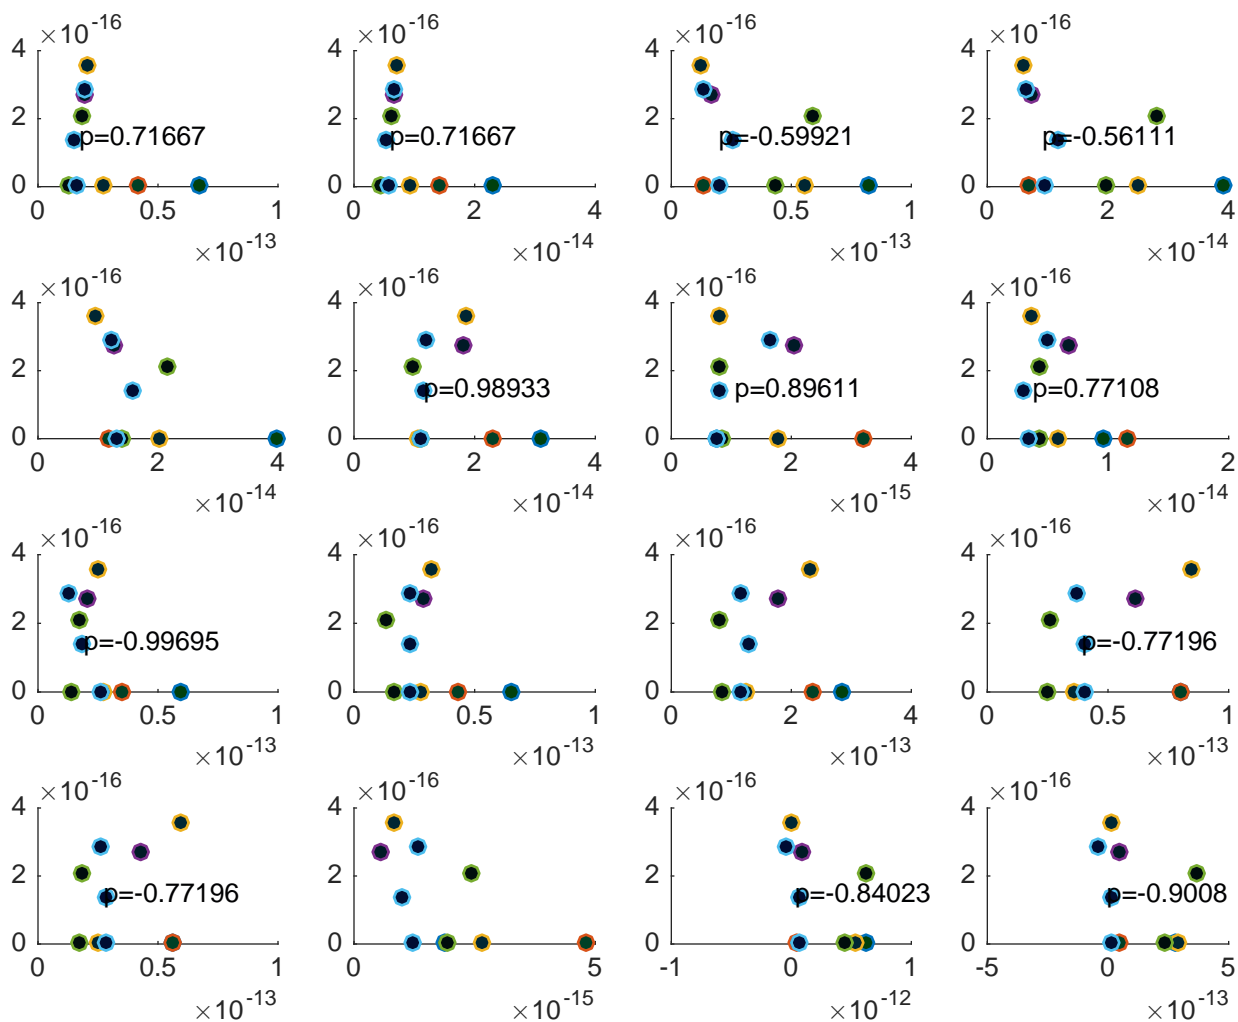 ×10-16 ×10-16 ×10-16 ×10-16
4 4 4 4
2 2 2 2
p=0.71667 p=0.71667 p=-0.59921 p=-0.56111
0 0 0 0
0 0.5 1 0 2 4 0 0.5 1 0 2 4
×10-13 ×10-14 ×10-13 ×10-14
×10-16 ×10-16 ×10-16 ×10-16
4 4 4 4
2 2 2 2
p=0.98933 p=0.89611 p=0.77108
0 0 0 0
0 2 4 0 2 4 0 2 4 0 1 2
×10-14 ×10-14 ×10-15 ×10-14
×10-16 ×10-16 ×10-16 ×10-16
4 4 4 4
2 2 2 2
p=-0.99695 p=-0.77196
0 0 0 0
0 0.5 1 0 0.5 1 0 2 4 0 0.5 1
×10-13 ×10-13 ×10-13 ×10-13
×10-16 ×10-16 ×10-16 ×10-16
4 4 4 4
2 2 2 2
p=-0.77196 p=-0.84023 p=-0.9008
0 0 0 0
0 0.5 1 0 5 -1 0 1 -5 0 5
×10-13 ×10-15 ×10-12 ×10-13